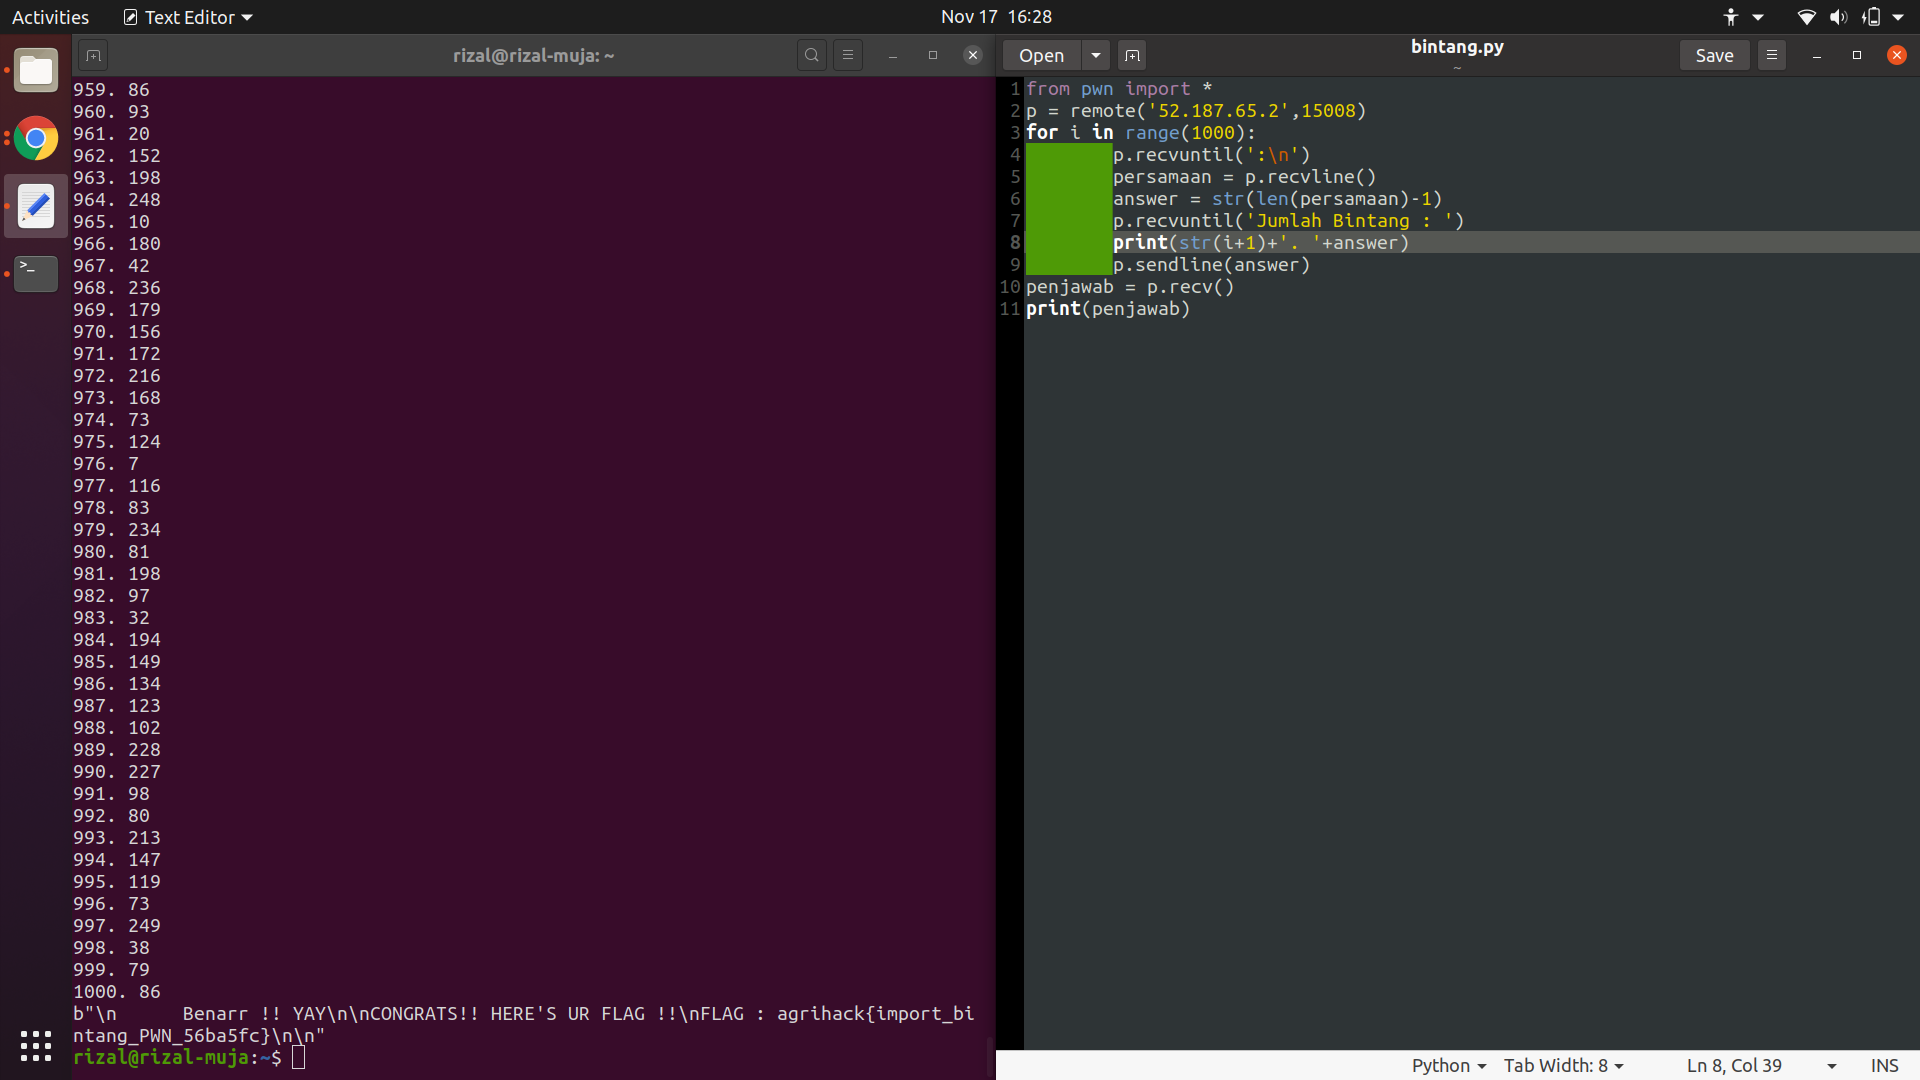 Activities Text Editor Nov 17 16:28
rizal@rizal-muja: ~
959. 86
960. 93
961. 20
962. 152
963. 198
964. 248
965. 10
966. 180
967. 42
968. 236
969. 179
970. 156
971. 172
972. 216
973. 168
974. 73
975. 124
976. 7
977. 116
978. 83
979. 234
980. 81
981. 198
982. 97
983. 32
984. 194
985. 149
986. 134
987. 123
988. 102
989. 228
990. 227
991. 98
992. 80
993. 213
994. 147
995. 119
996. 73
997. 249
998. 38
999. 79
1000. 86
b"\n      Benarr !! YAY\n\nCONGRATS!! HERE'S UR FLAG !!\nFLAG : agrihack{import_bi
ntang_PWN_56ba5fc}\n\n"
rizal@rizal-muja:~$
Open bintang.py Save
~
1 from pwn import *
2 p = remote('52.187.65.2',15008)
3 for i in range(1000):
4         p.recvuntil(':\n')
5         persamaan = p.recvline()
6         answer = str(len(persamaan)-1)
7         p.recvuntil('Jumlah Bintang : ')
8         print(str(i+1)+'. '+answer)
9         p.sendline(answer)
10 penjawab = p.recv()
11 print(penjawab)
Python Tab Width: 8 Ln 8, Col 39 INS